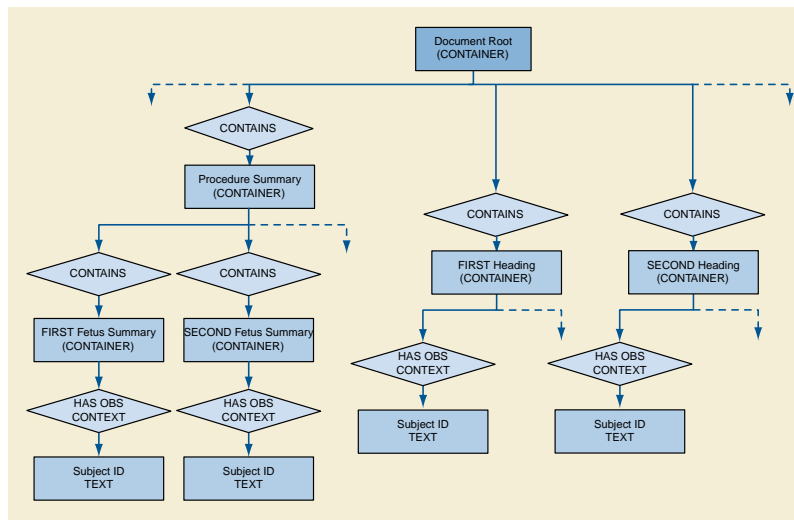 Document Root
(CONTAINER)
CONTAINS
Procedure Summary
(CONTAINER)
CONTAINS
CONTAINS
CONTAINS
CONTAINS
FIRST Heading
(CONTAINER)
SECOND Heading
(CONTAINER)
FIRST Fetus Summary
(CONTAINER)
SECOND Fetus Summary
(CONTAINER)
HAS OBS
CONTEXT
HAS OBS
CONTEXT
HAS OBS
CONTEXT
HAS OBS
CONTEXT
Subject ID
TEXT
Subject ID
TEXT
Subject ID
TEXT
Subject ID
TEXT